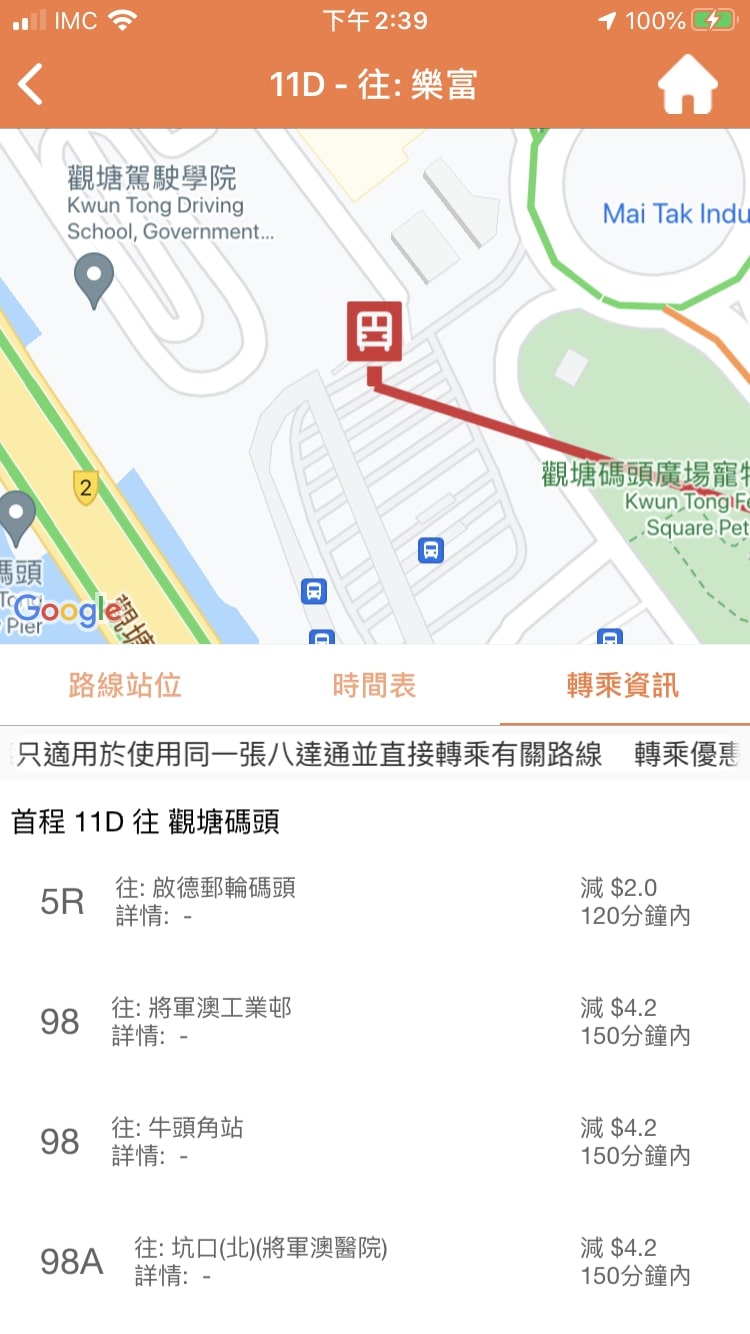 IMC 下午2:39 100%
11D - 往: 樂富
觀塘駕駛學院
Kwun Tong Driving
School, Government...
Mai Tak Indu
2
觀塘碼頭廣場寵物
Kwun Tong Fe
Square Pet
碼頭
Google
Pier
觀塘
路線站位 時間表 轉乘資訊
只適用於使用同一張八達通並直接轉乘有關路線 轉乘優惠
首程 11D 往 觀塘碼頭
5R 往: 啟德郵輪碼頭 減 $2.0
詳情: - 120分鐘內
98 往: 將軍澳工業邨 減 $4.2
詳情: - 150分鐘內
98 往: 牛頭角站 減 $4.2
詳情: - 150分鐘內
98A 往: 坑口(北)(將軍澳醫院) 減 $4.2
詳情: - 150分鐘內